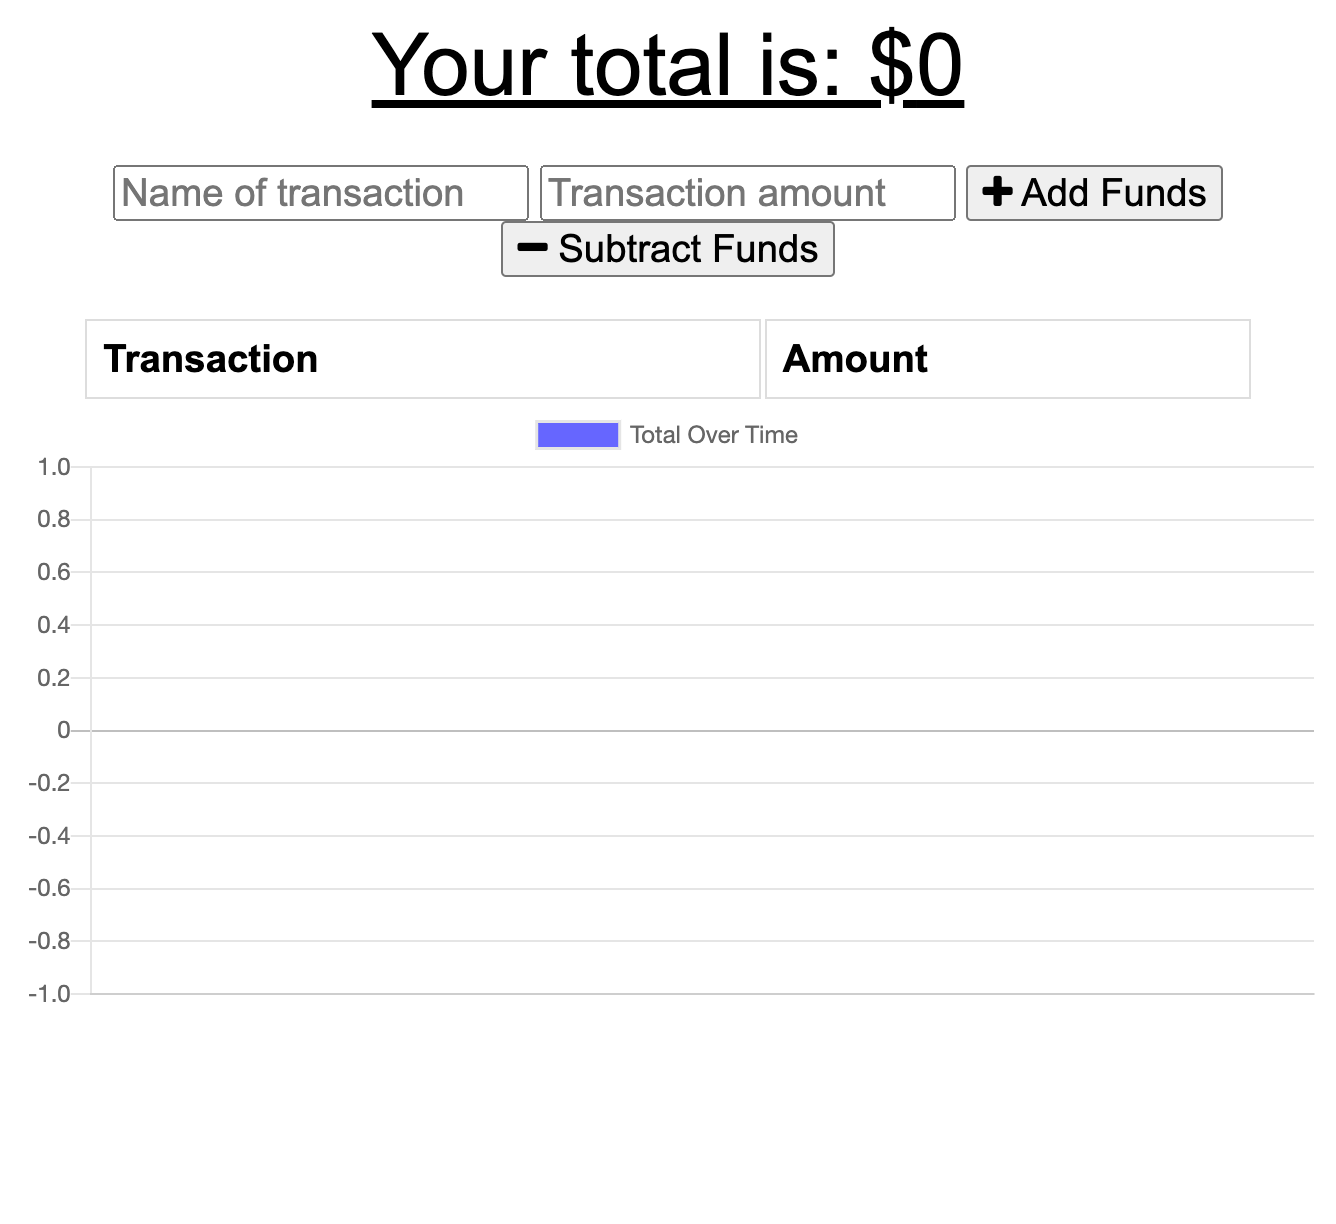 Your total is: $0
Name of transaction Transaction amount Add Funds
Subtract Funds
Transaction Amount
Total Over Time
1.0
0.8
0.6
0.4
0.2
0
-0.2
-0.4
-0.6
-0.8
-1.0